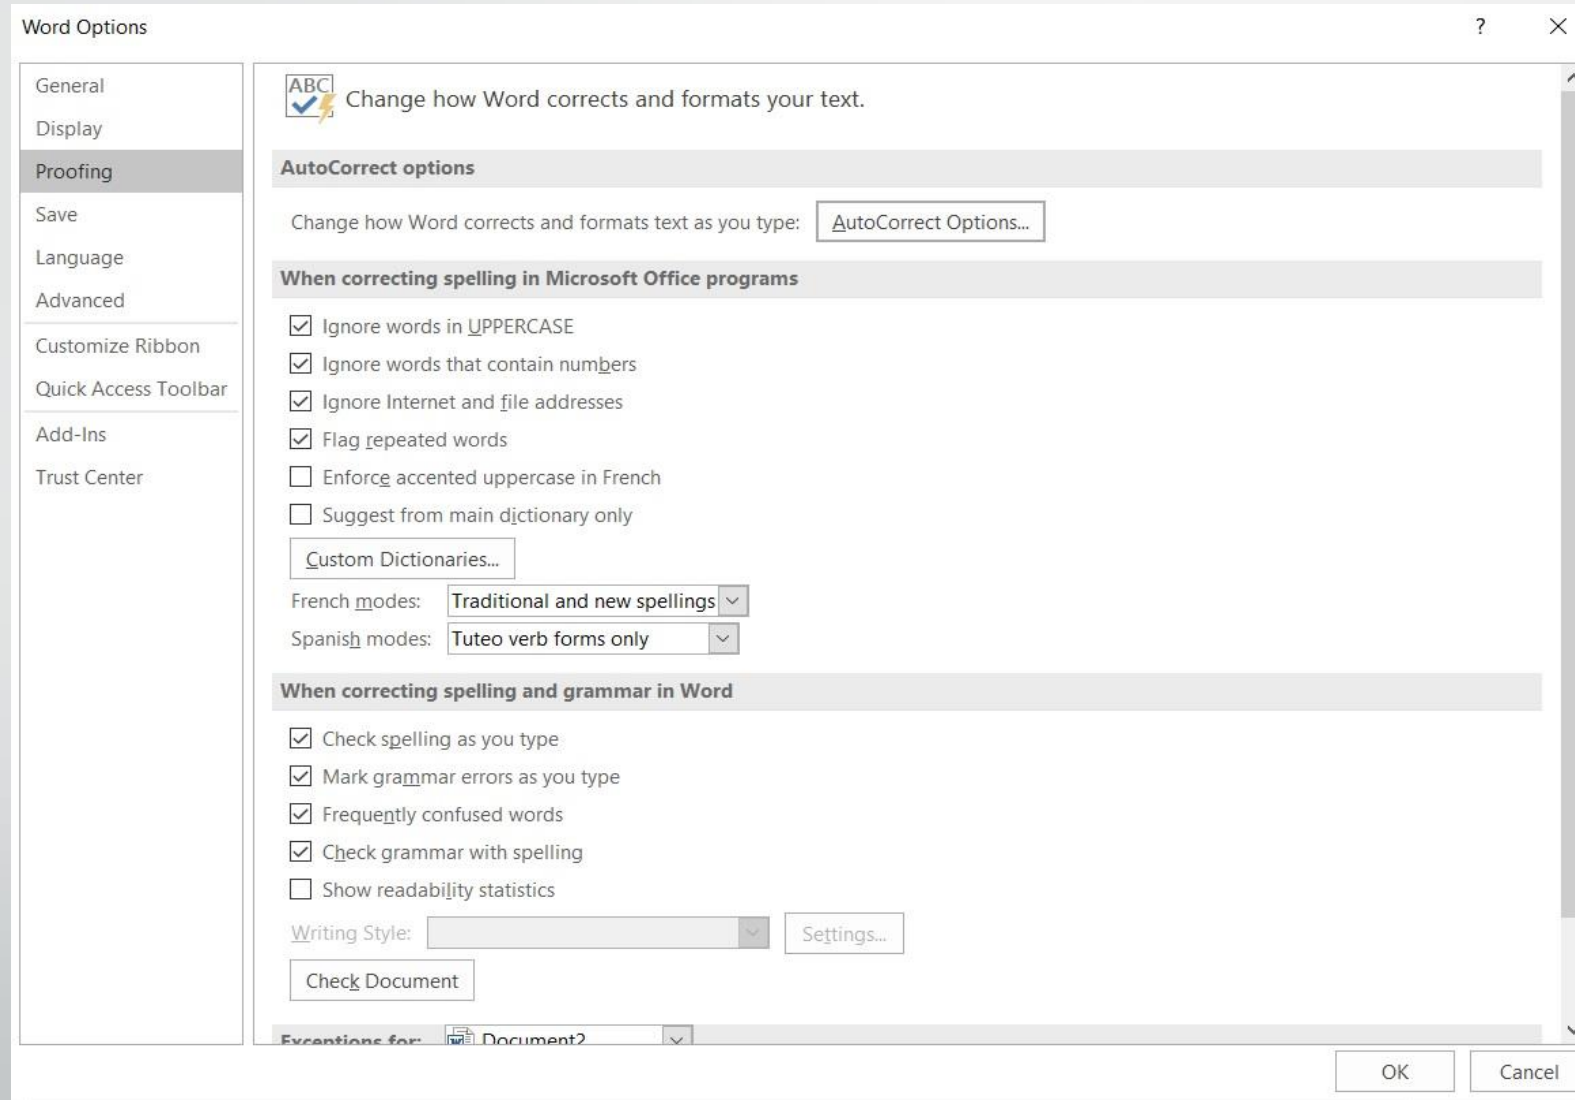 Word Options
?
General
Display
Proofing
Save
Language
Advanced
Customize Ribbon
Quick Access Toolbar
Add-Ins
Trust Center
ABC
Change how Word corrects and formats your text.
AutoCorrect options
Change how Word corrects and formats text as you type: AutoCorrect Options...
When correcting spelling in Microsoft Office programs
Ignore words in UPPERCASE
Ignore words that contain numbers
Ignore Internet and file addresses
Flag repeated words
Enforce accented uppercase in French
Suggest from main dictionary only
Custom Dictionaries...
French modes: Traditional and new spellings
Spanish modes: Tuteo verb forms only
When correcting spelling and grammar in Word
Check spelling as you type
Mark grammar errors as you type
Frequently confused words
Check grammar with spelling
Show readability statistics
Writing Style: Settings...
Check Document
Exceptions for: Document2
OK Cancel